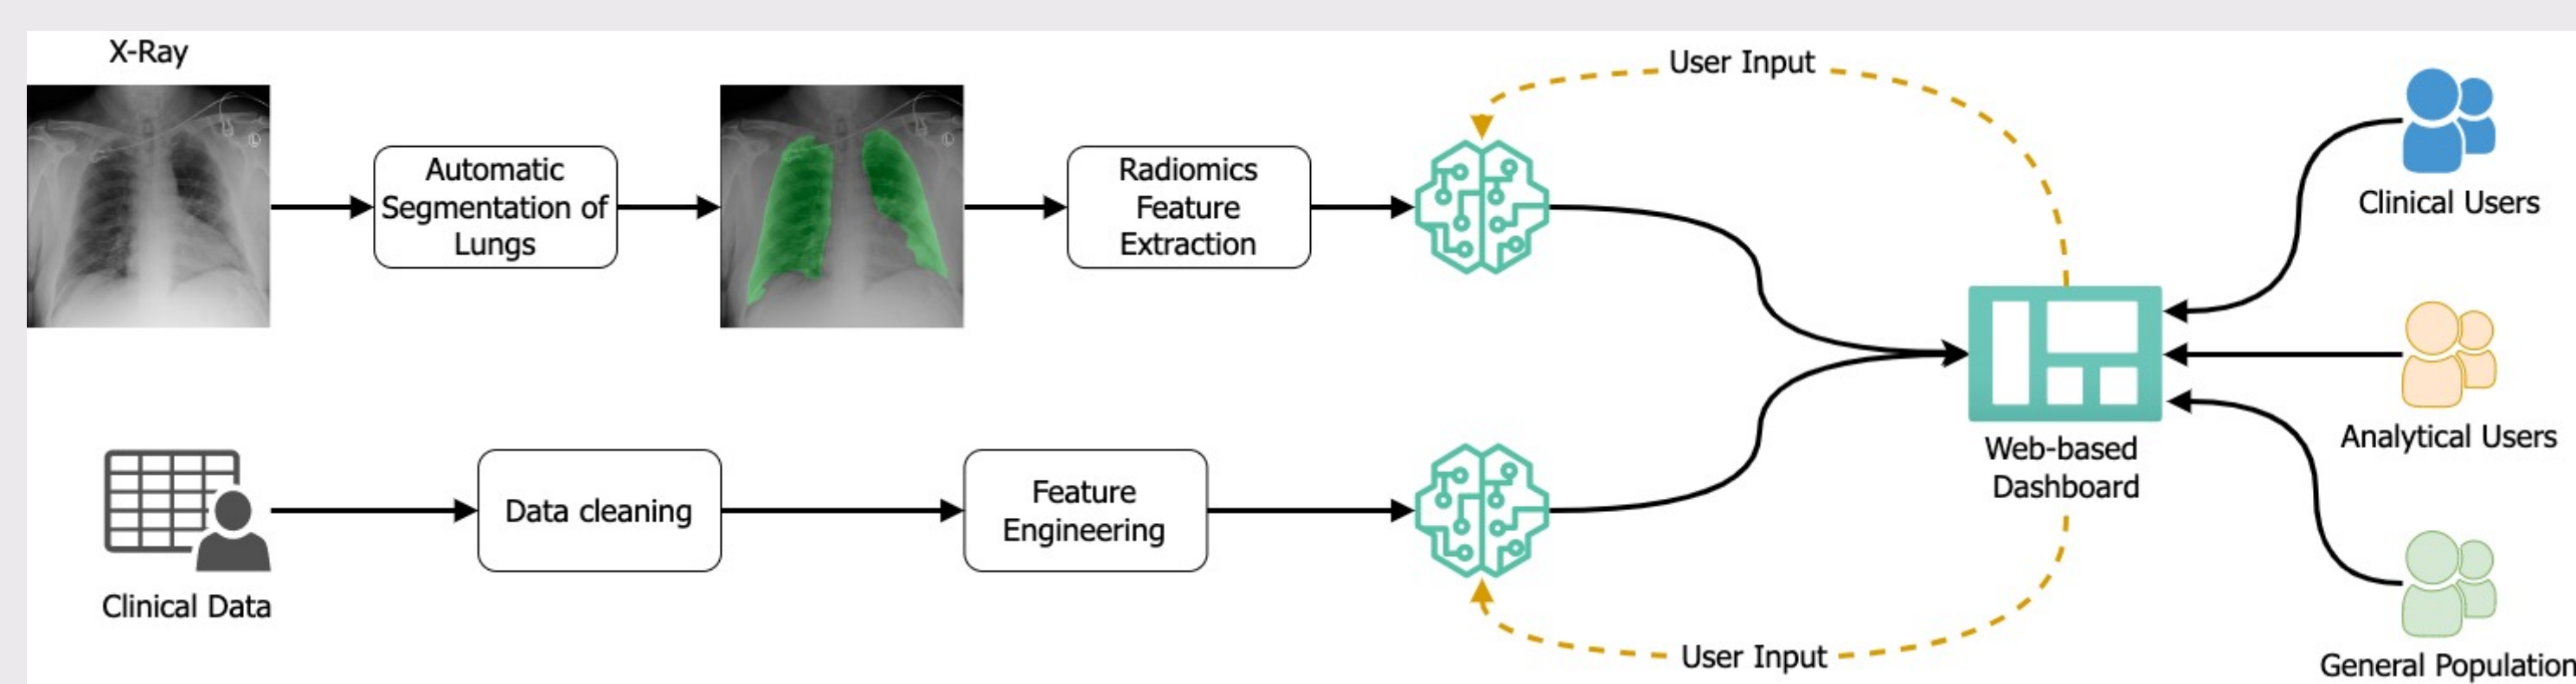 X-Ray
Automatic
Segmentation of
Lungs
Radiomics
Feature
Extraction
User Input
Clinical Users
Analytical Users
General Population
Web-based
Dashboard
Clinical Data
Data cleaning
Feature
Engineering
User Input
L
L